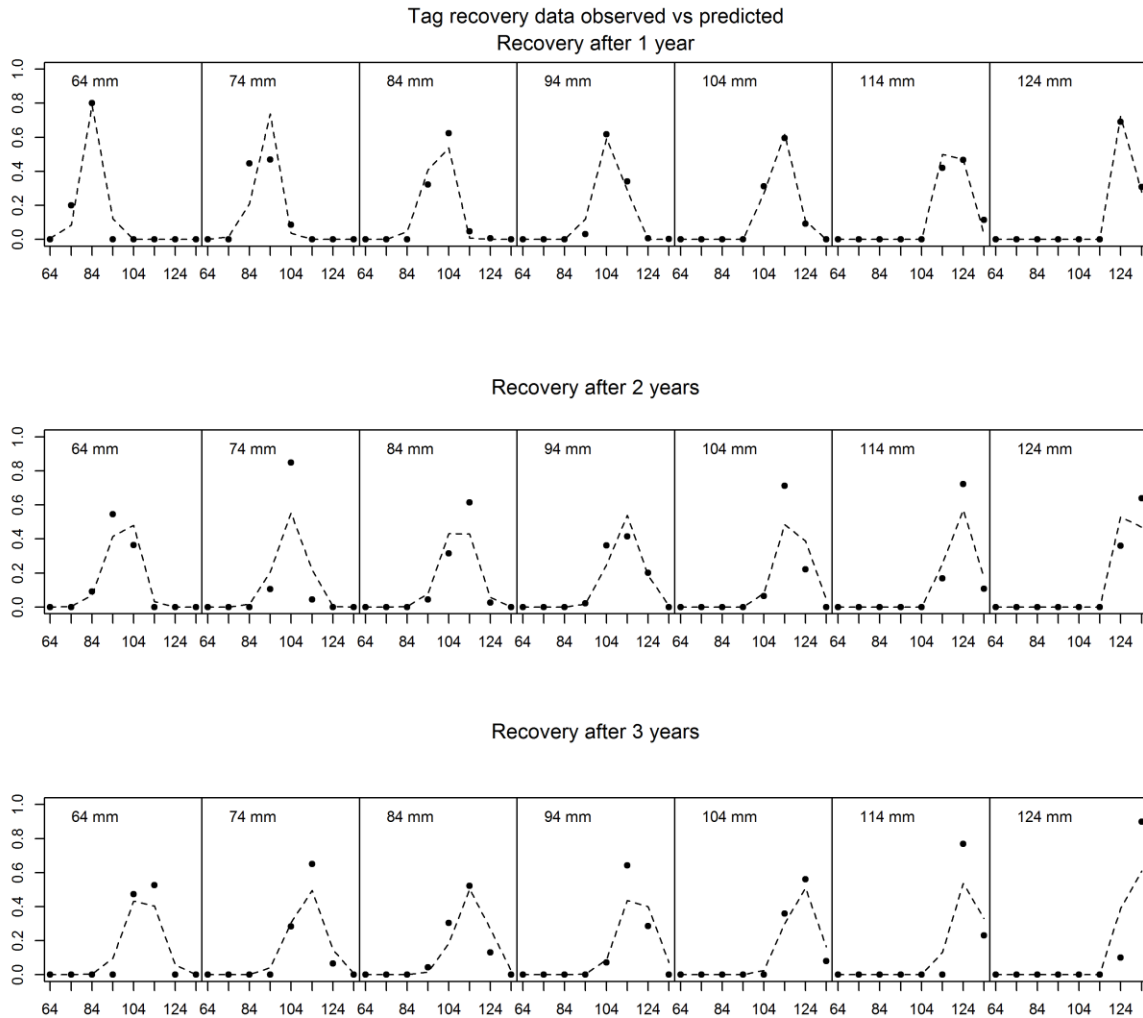 Tag recovery data observed vs predicted
Recovery after 1 year
64 mm 74 mm 84 mm 94 mm 104 mm 114 mm 124 mm
1.0
0.8
0.6
0.4
0.2
0.0
64 84 104 124 64 84 104 124 64 84 104 124 64 84 104 124 64 84 104 124 64 84 104 124 64 84 104 124
Recovery after 2 years
64 mm 74 mm 84 mm 94 mm 104 mm 114 mm 124 mm
1.0
0.8
0.6
0.4
0.2
0.0
64 84 104 124 64 84 104 124 64 84 104 124 64 84 104 124 64 84 104 124 64 84 104 124 64 84 104 124
Recovery after 3 years
64 mm 74 mm 84 mm 94 mm 104 mm 114 mm 124 mm
1.0
0.8
0.6
0.4
0.2
0.0
64 84 104 124 64 84 104 124 64 84 104 124 64 84 104 124 64 84 104 124 64 84 104 124 64 84 104 124